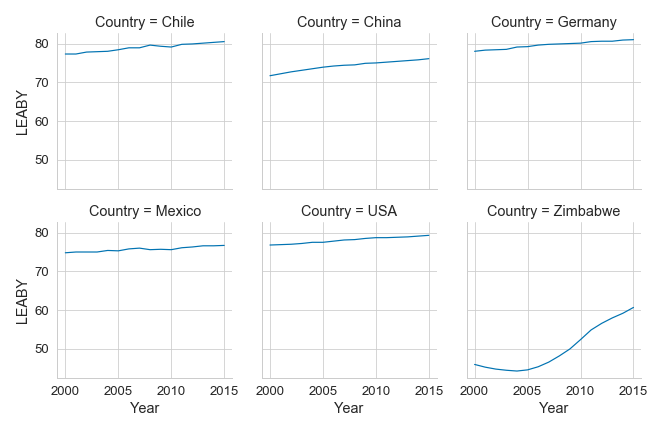 Country = Chile
Country = China
Country = Germany
LEABY
80
70
60
50
Country = Mexico
Country = USA
Country = Zimbabwe
LEABY
80
70
60
50
2000 2005 2010 2015
2000 2005 2010 2015
2000 2005 2010 2015
Year
Year
Year